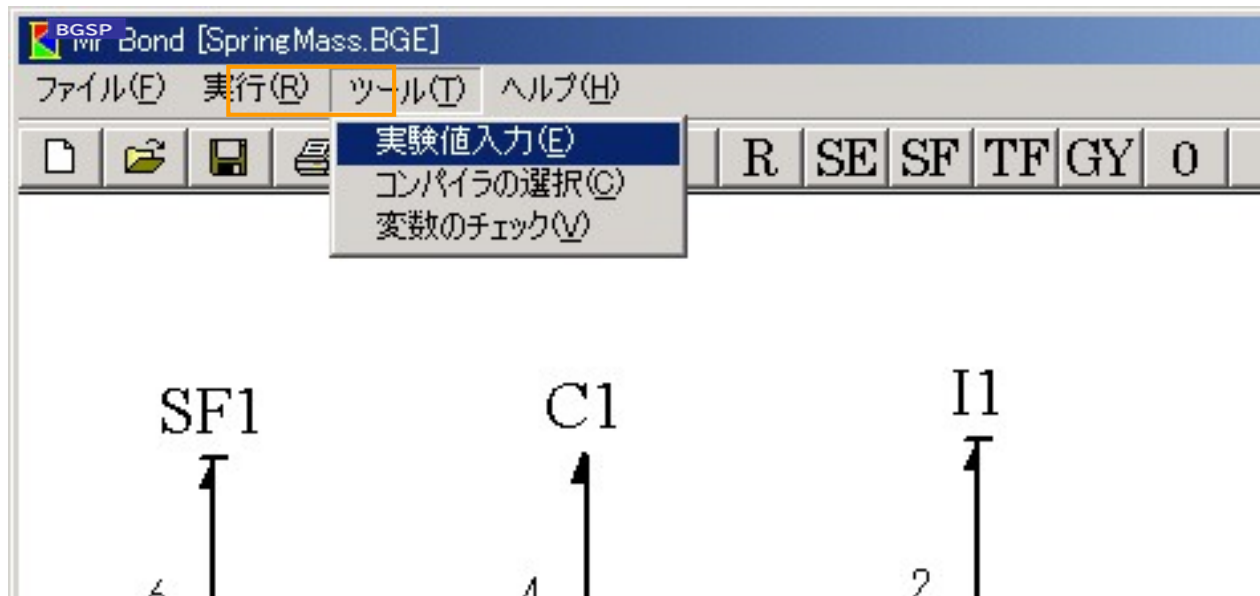 BGSP
Mr Bond [SpringMass.BGE]
ファイル(F) 実行(R) ツール(T) ヘルプ(H)
R SE SF TF GY 0
実験値入力(E)
コンパイラの選択(C)
変数のチェック(V)
SF1 C1 I1
6 4 2